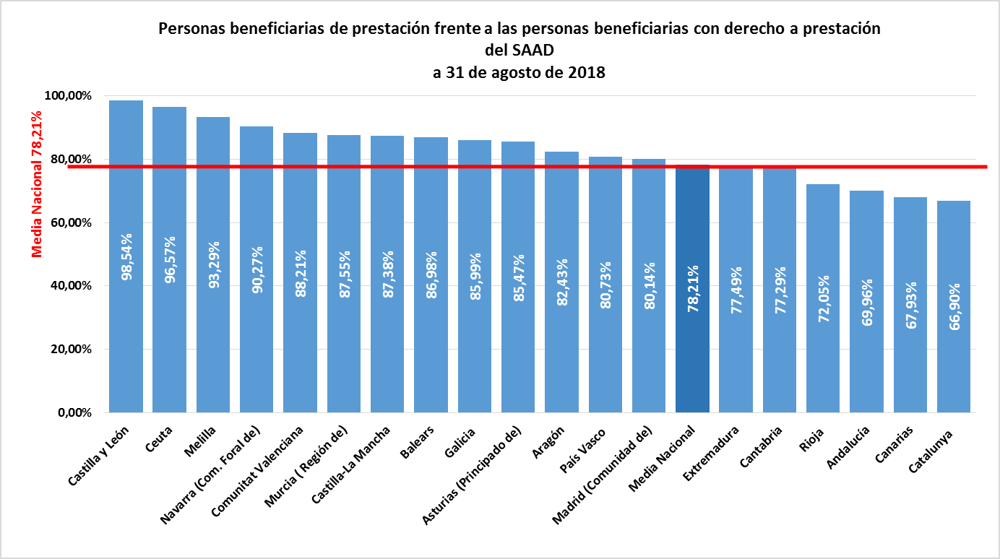 Personas beneficiarias de prestación frente a las personas beneficiarias con derecho a prestación
del SAAD
a 31 de agosto de 2018
Media Nacional 78,21%
100,00%
80,00%
60,00%
40,00%
20,00%
0,00%
98,54%
96,57%
93,29%
90,27%
88,21%
87,55%
87,38%
86,98%
85,99%
85,47%
82,43%
80,73%
80,14%
78,21%
77,49%
77,29%
72,05%
69,96%
67,93%
66,90%
Castilla y León
Ceuta
Melilla
Navarra (Com. Foral de)
Comunitat Valenciana
Murcia ( Región de)
Castilla-La Mancha
Balears
Galicia
Asturias (Principado de)
Aragón
País Vasco
Madrid (Comunidad de)
Media Nacional
Extremadura
Cantabria
Rioja
Andalucía
Canarias
Catalunya